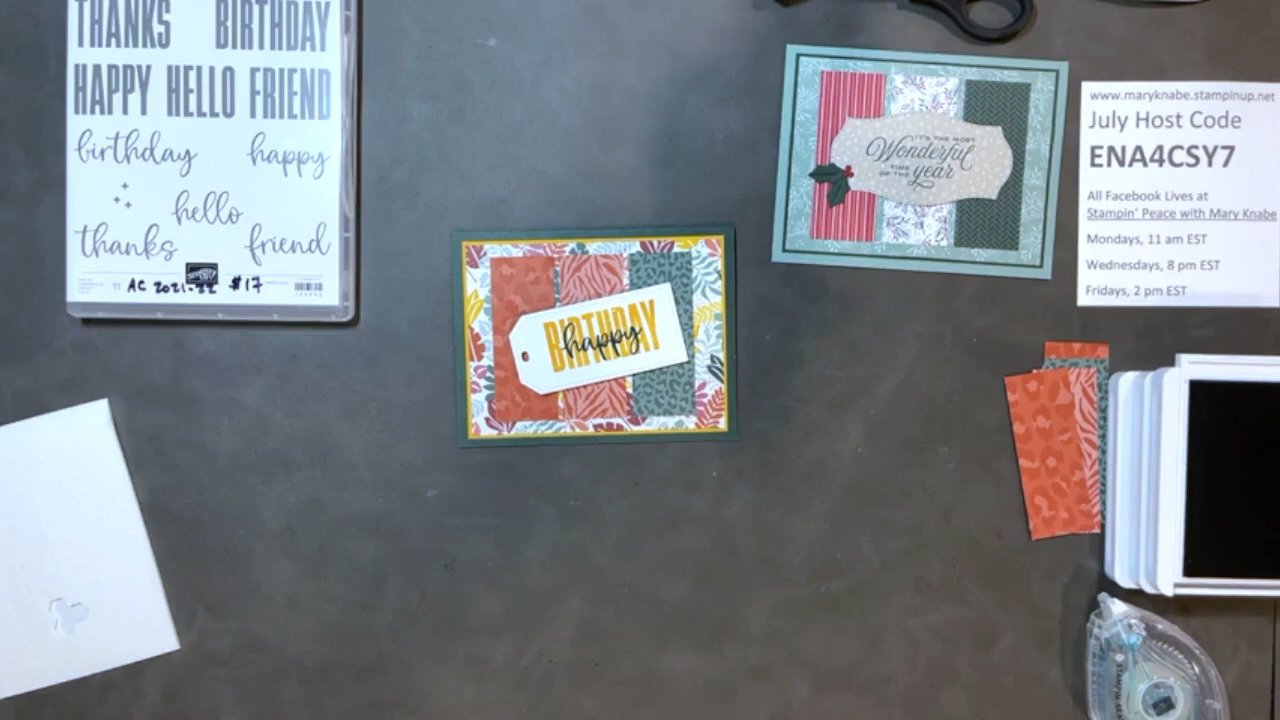 THANKS BIRTHDAY
HAPPY HELLO FRIEND
birthday happy
hello
thanks friend
AC 2021-22 #17
BIRTHDAY
happy
IT'S THE MOST
Wonderful
TIME
OF THE year
www.maryknabe.stampinup.net
July Host Code
ENA4CSY7
All Facebook Lives at
Stampin' Peace with Mary Knabe
Mondays, 11 am EST
Wednesdays, 8 pm EST
Fridays, 2 pm EST